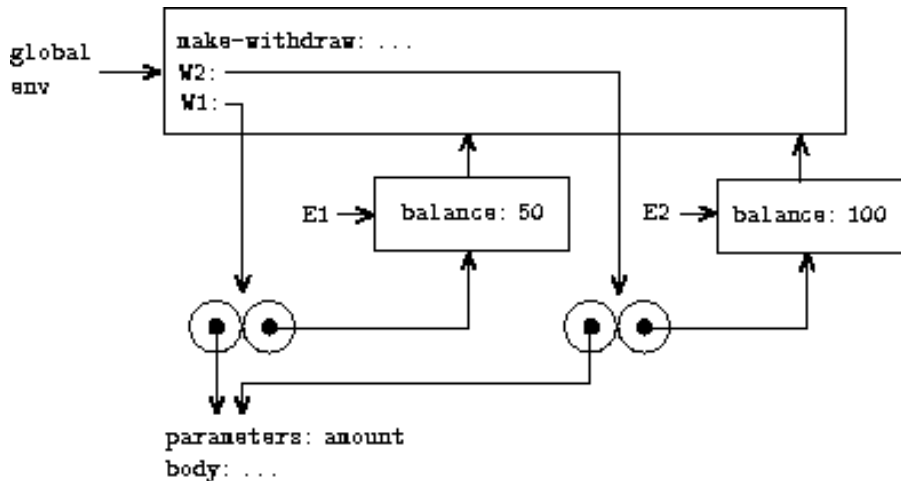 global
env
make-withdraw: ...
W2:
W1:
E1
balance: 50
E2
balance: 100
parameters: amount
body: ...